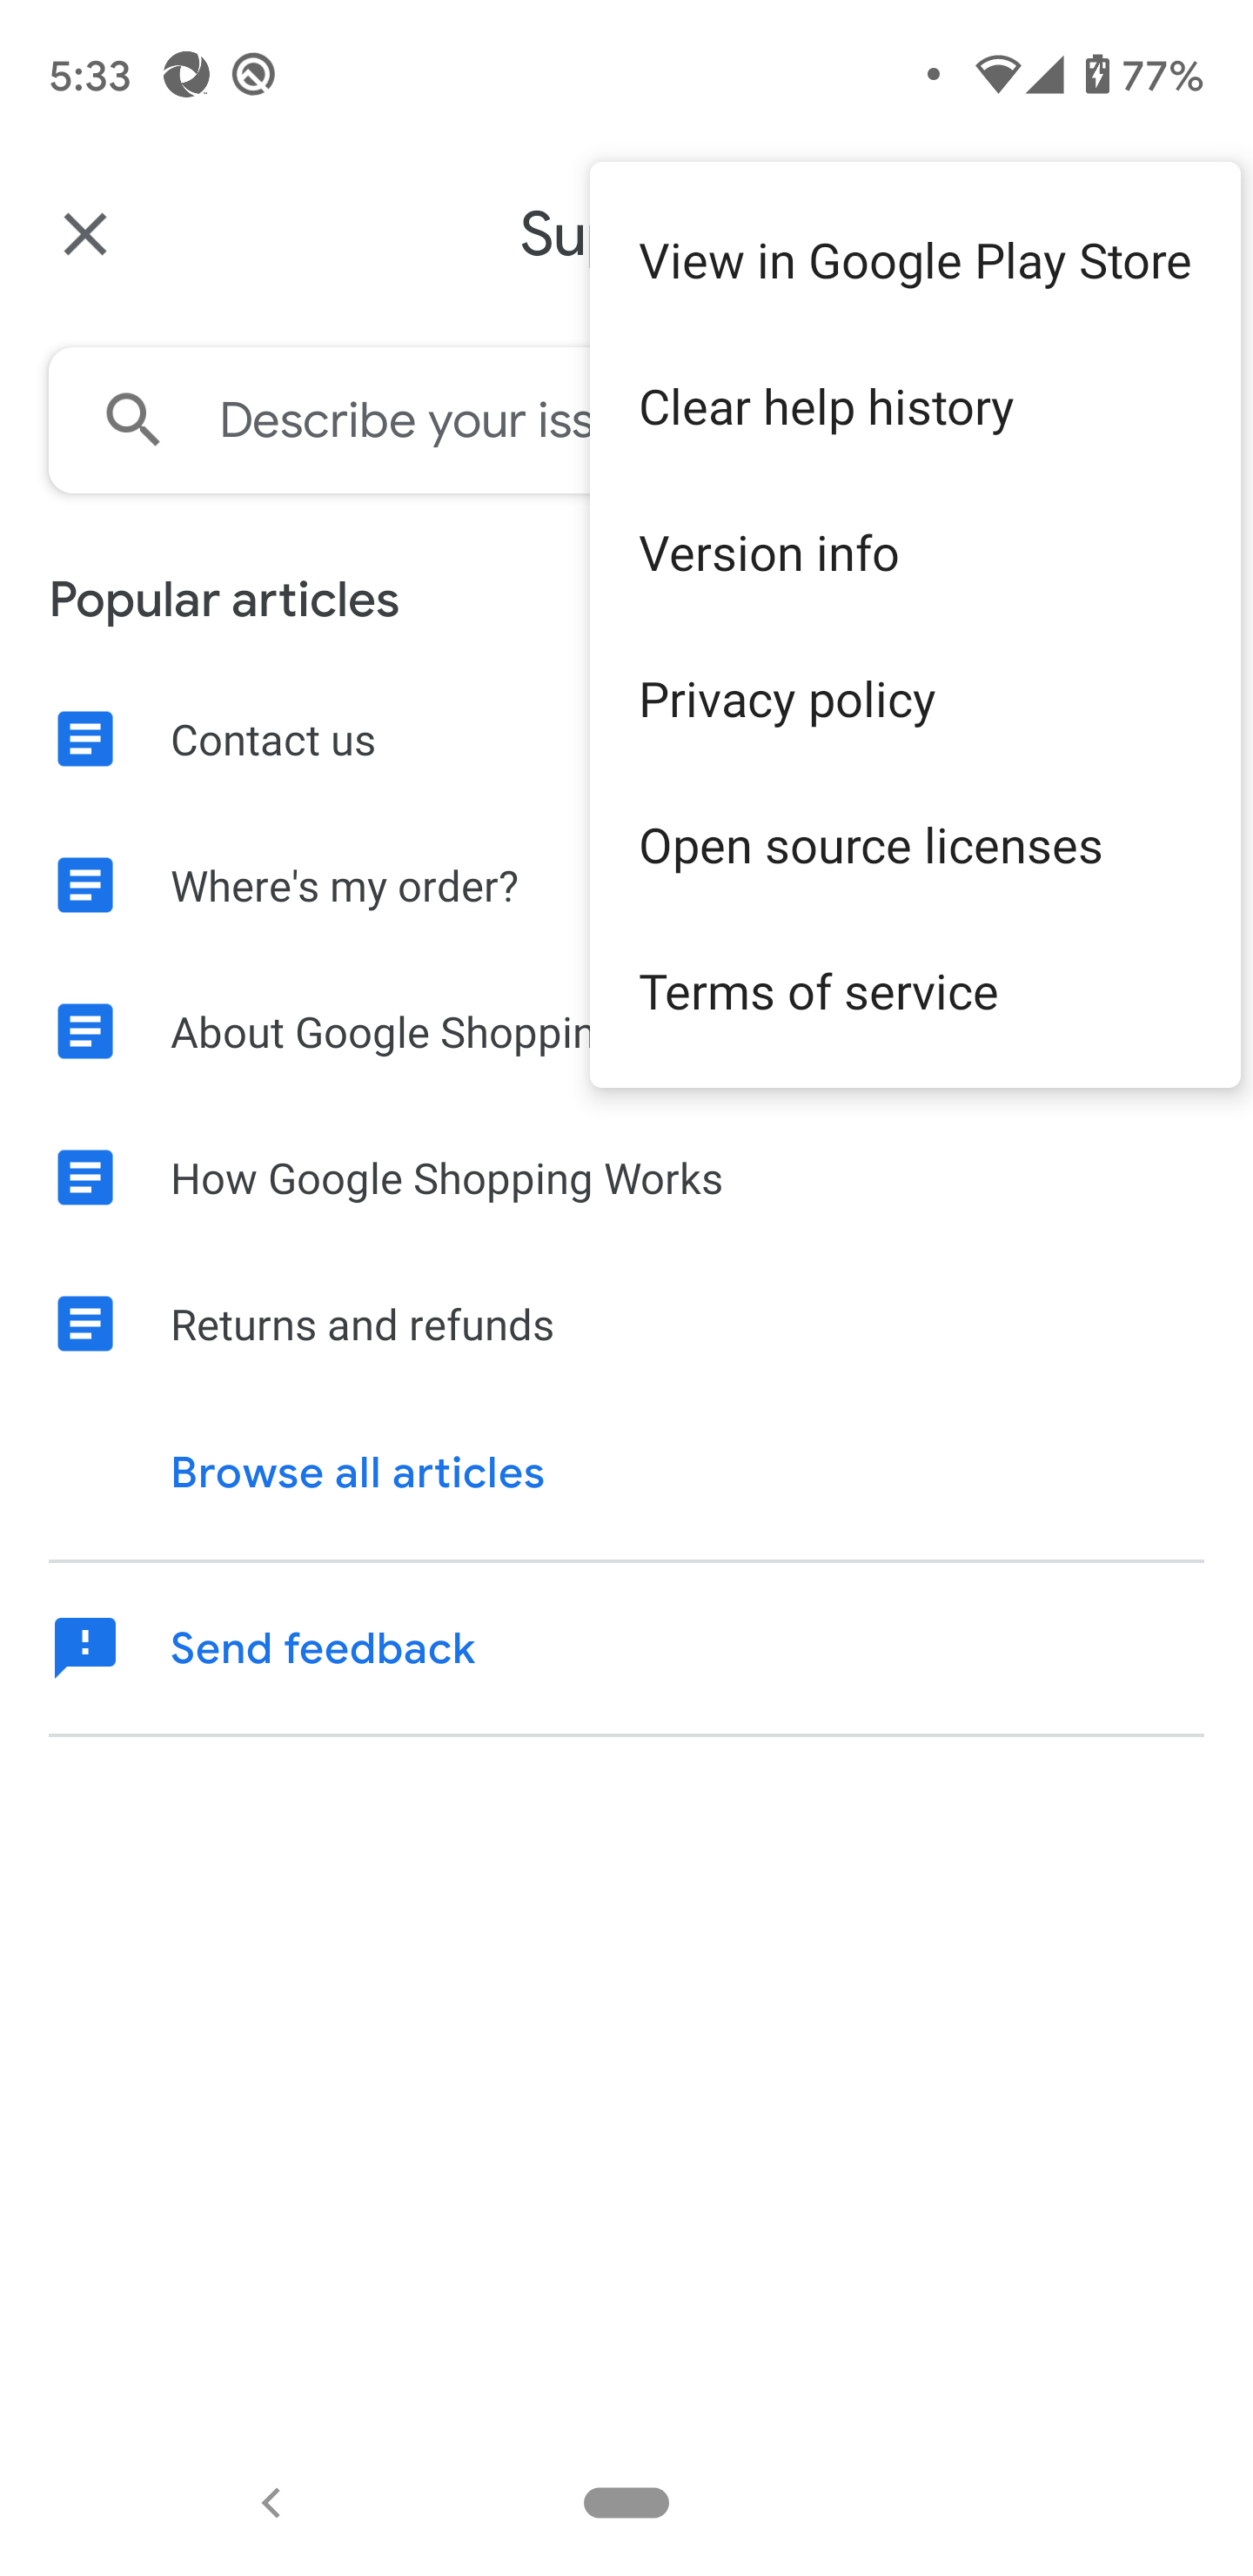 5:33
77%
View in Google Play Store
Describe your iss
Clear help history
Version info
Popular articles
Privacy policy
Contact us
Open source licenses
Where's my order?
Terms of service
About Google Shoppin
How Google Shopping Works
Returns and refunds
Browse all articles
Send feedback